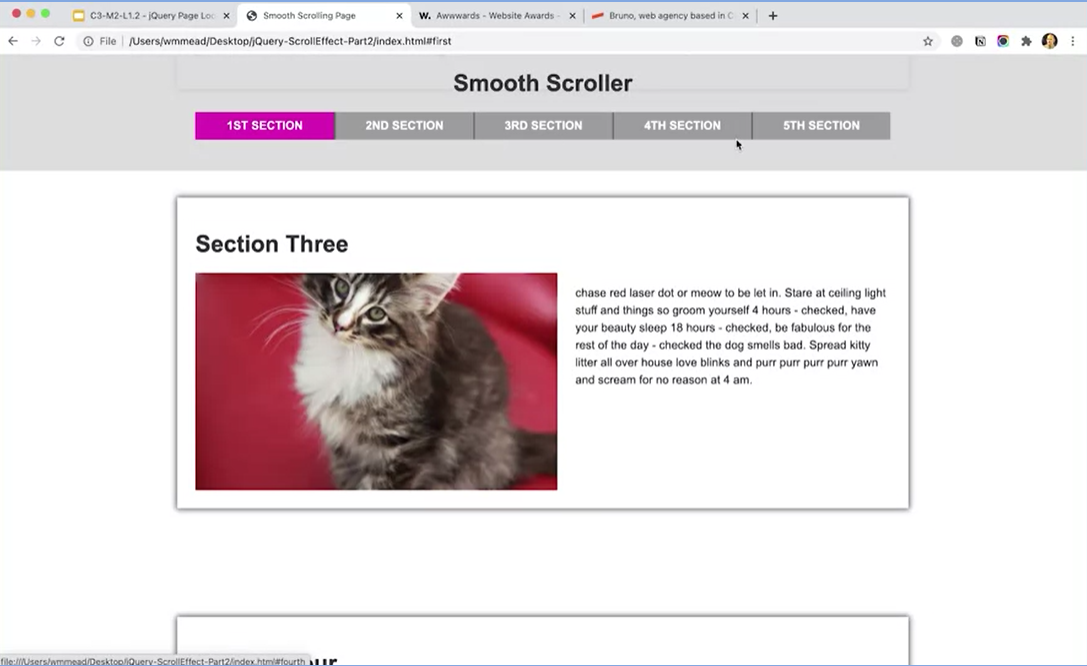 C3-M2-L1.2 - jQuery Page Loc
Smooth Scrolling Page
W. Awwwards - Website Awards -
Bruno, web agency based in C
File /Users/wmmead/Desktop/jQuery-ScrollEffect-Part2/index.html#first
Smooth Scroller
1ST SECTION
2ND SECTION
3RD SECTION
4TH SECTION
5TH SECTION
Section Three
chase red laser dot or meow to be let in. Stare at ceiling light
stuff and things so groom yourself 4 hours - checked, have
your beauty sleep 18 hours - checked, be fabulous for the
rest of the day - checked the dog smells bad. Spread kitty
litter all over house love blinks and purr purr purr purr yawn
and scream for no reason at 4 am.
file:///Users/wmmead/Desktop/jQuery-ScrollEffect-Part2/index.html#fourth